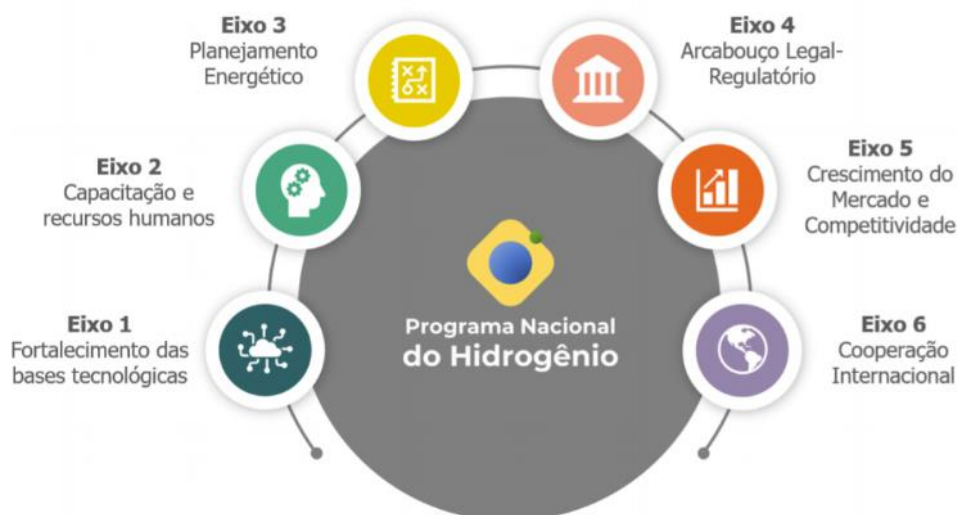 Eixo 3
Planejamento
Energético
Eixo 4
Arcabouço Legal-
Regulatório
Eixo 2
Capacitação e
recursos humanos
Eixo 5
Crescimento do
Mercado e
Competitividade
Eixo 1
Fortalecimento das
bases tecnológicas
Programa Nacional
do Hidrogênio
Eixo 6
Cooperação
Internacional